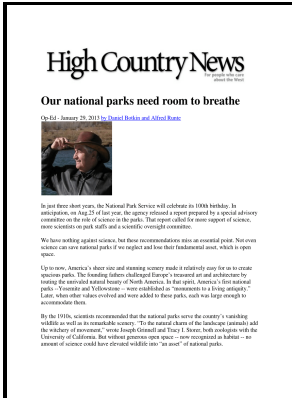 High Country News
For people who care
about the West
Our national parks need room to breathe
Op-Ed - January 29, 2013 by Daniel Botkin and Alfred Runte
In just three short years, the National Park Service will celebrate its 100th birthday. In
anticipation, on Aug.25 of last year, the agency released a report prepared by a special advisory
committee on the role of science in the parks. That report called for more support of science,
more scientists on park staffs and a scientific oversight committee.
We have nothing against science, but those recommendations miss an essential point. Not even
science can save national parks if we neglect and lose their fundamental asset, which is open
space.
Up to now, America's sheer size and stunning scenery made it relatively easy for us to create
spacious parks. The founding fathers challenged Europe's treasured art and architecture by
touting the unrivaled natural beauty of North America. In that spirit, America's first national
parks --Yosemite and Yellowstone -- were established as "monuments to a living antiquity."
Later, when other values evolved and were added to these parks, each was large enough to
accommodate them.
By the 1910s, scientists recommended that the national parks serve the country's vanishing
wildlife as well as its remarkable scenery. "To the natural charm of the landscape (animals) add
the witchery of movement," wrote Joseph Grinnell and Tracy I. Storer, both zoologists with the
University of California. But without generous open space -- now recognized as habitat -- no
amount of science could have elevated wildlife into "an asset" of national parks.